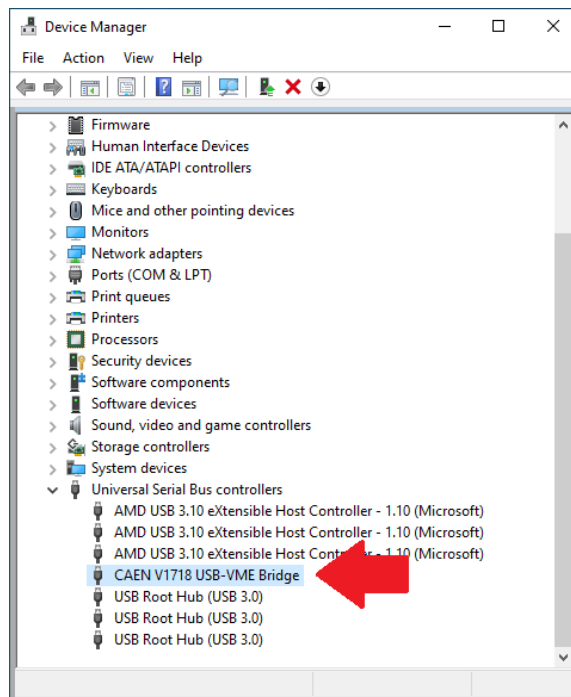 Device Manager
File Action View Help
Firmware
Human Interface Devices
IDE ATA/ATAPI controllers
Keyboards
Mice and other pointing devices
Monitors
Network adapters
Ports (COM & LPT)
Print queues
Printers
Processors
Security devices
Software components
Software devices
Sound, video and game controllers
Storage controllers
System devices
Universal Serial Bus controllers
AMD USB 3.10 eXtensible Host Controller - 1.10 (Microsoft)
AMD USB 3.10 eXtensible Host Controller - 1.10 (Microsoft)
AMD USB 3.10 eXtensible Host Controller - 1.10 (Microsoft)
CAEN V1718 USB-VME Bridge
USB Root Hub (USB 3.0)
USB Root Hub (USB 3.0)
USB Root Hub (USB 3.0)